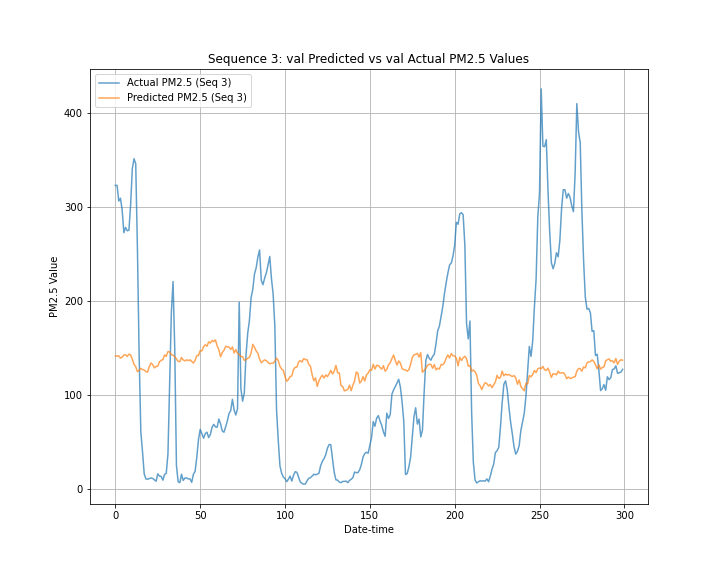 Sequence 3: val Predicted vs val Actual PM2.5 Values
Actual PM2.5 (Seq 3)
Predicted PM2.5 (Seq 3)
400
300
200
100
0
PM2.5 Value
0 50 100 150 200 250 300
Date-time